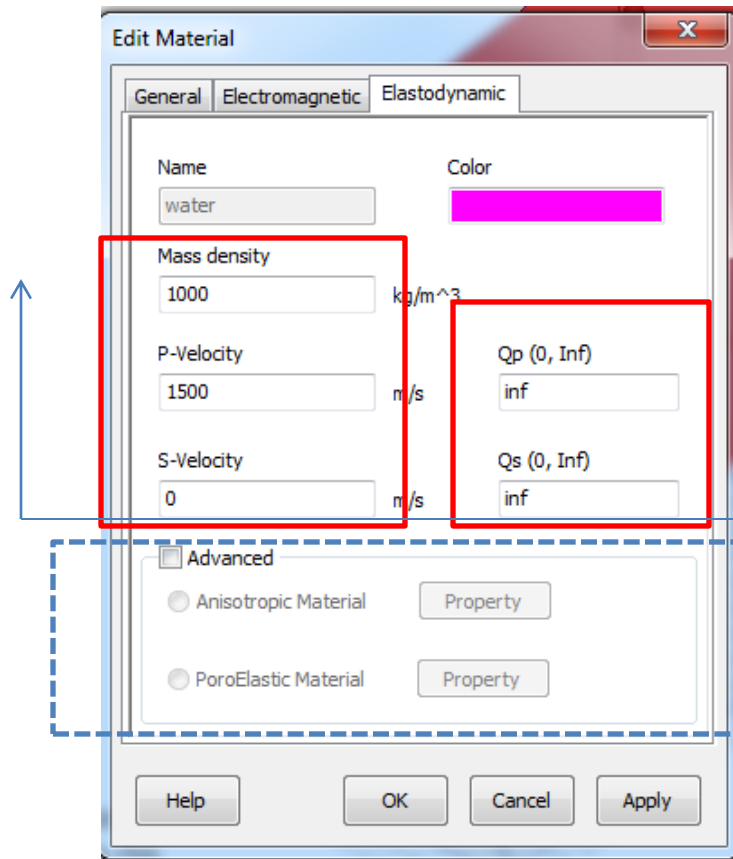 Edit Material
General Electromagnetic Elastodynamic
Name Color
water
Mass density
1000 kg/m^3
P-Velocity Qp (0, Inf)
1500 m/s inf
S-Velocity Qs (0, Inf)
0 m/s inf
Advanced
Anisotropic Material Property
PoroElastic Material Property
Help OK Cancel Apply